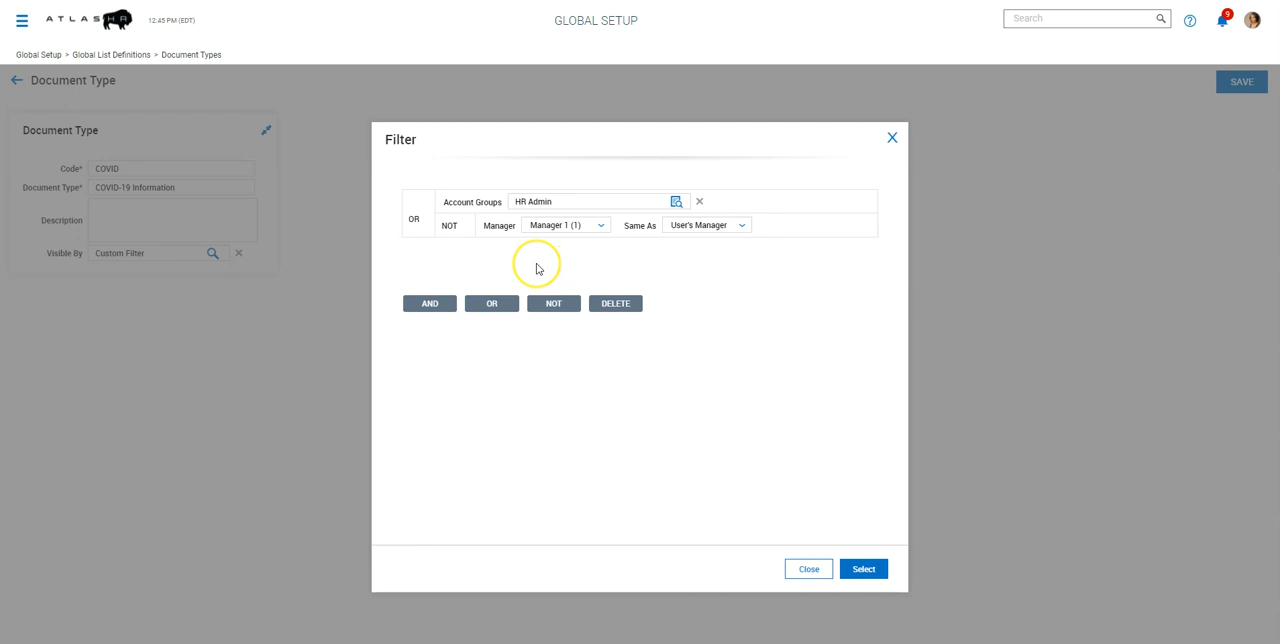 ATLASHR
12:45 PM (EDT)
GLOBAL SETUP
Search
9
Global Setup > Global List Definitions > Document Types
Document Type
SAVE
Document Type
Code* COVID
Document Type* COVID-19 Information
Description
Visible By Custom Filter
Filter
OR
Account Groups HR Admin
NOT Manager Manager 1 (1) Same As User's Manager
AND OR NOT DELETE
Close Select